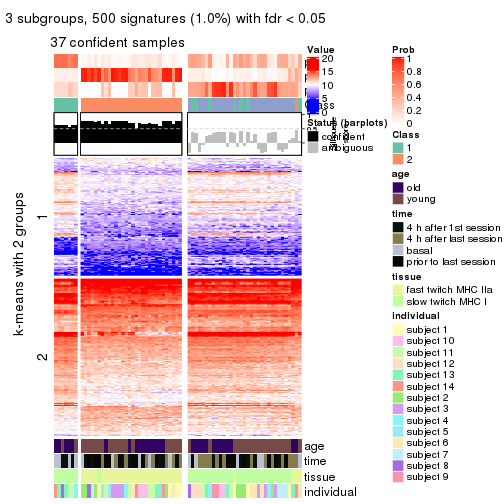 3 subgroups, 500 signatures (1.0%) with fdr < 0.05
37 confident samples
k-means with 2 groups
1
2
age
time
tissue
individual
Value
20
15
10
5
0
Status (barplots)
confident
ambiguous
Prob
1
0.8
0.6
0.4
0.2
0
Class
1
2
age
old
young
time
4 h after 1st session
4 h after last session
basal
prior to last session
tissue
fast twitch MHC IIa
slow twitch MHC I
individual
subject 1
subject 10
subject 11
subject 12
subject 13
subject 14
subject 2
subject 3
subject 4
subject 5
subject 6
subject 7
subject 8
subject 9